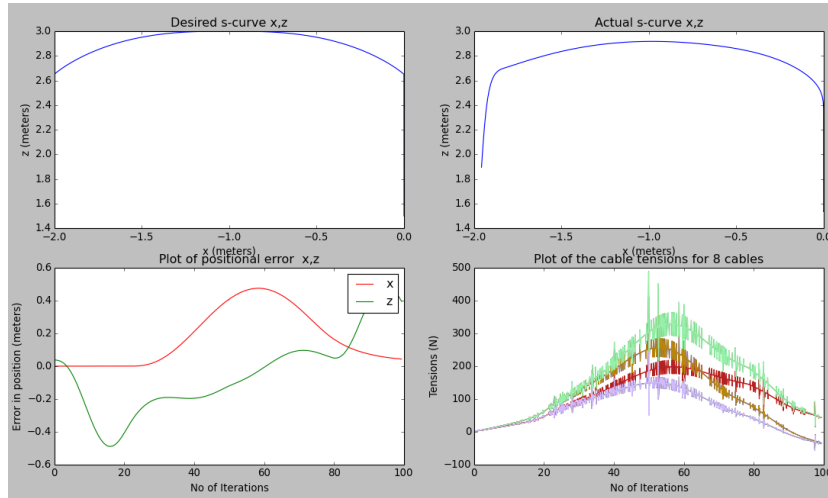 Desired s-curve x,z
3.0
2.8
2.6
2.4
2.2
2.0
1.8
1.6
1.4
z (meters)
−2.0 −1.5 −1.0 −0.5 0.0
x (meters)
Actual s-curve x,z
3.0
2.8
2.6
2.4
2.2
2.0
1.8
1.6
1.4
z (meters)
−2.0 −1.5 −1.0 −0.5 0.0
x (meters)
Plot of positional error x,z
0.6
0.4
0.2
0.0
−0.2
−0.4
−0.6
Error in position (meters)
x
z
0 20 40 60 80 100
No of Iterations
Plot of the cable tensions for 8 cables
500
400
300
200
100
0
−100
Tensions (N)
0 20 40 60 80 100
No of Iterations